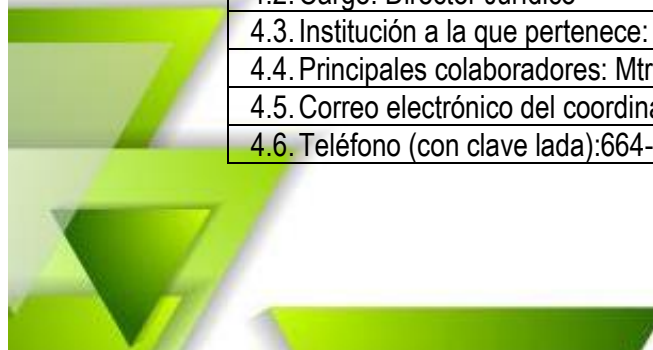 4.2. Cargo: Director Jurídico
4.3. Institución a la que pertenece:
4.4. Principales colaboradores: Mtr
4.5. Correo electrónico del coordina
4.6. Teléfono (con clave lada):664-